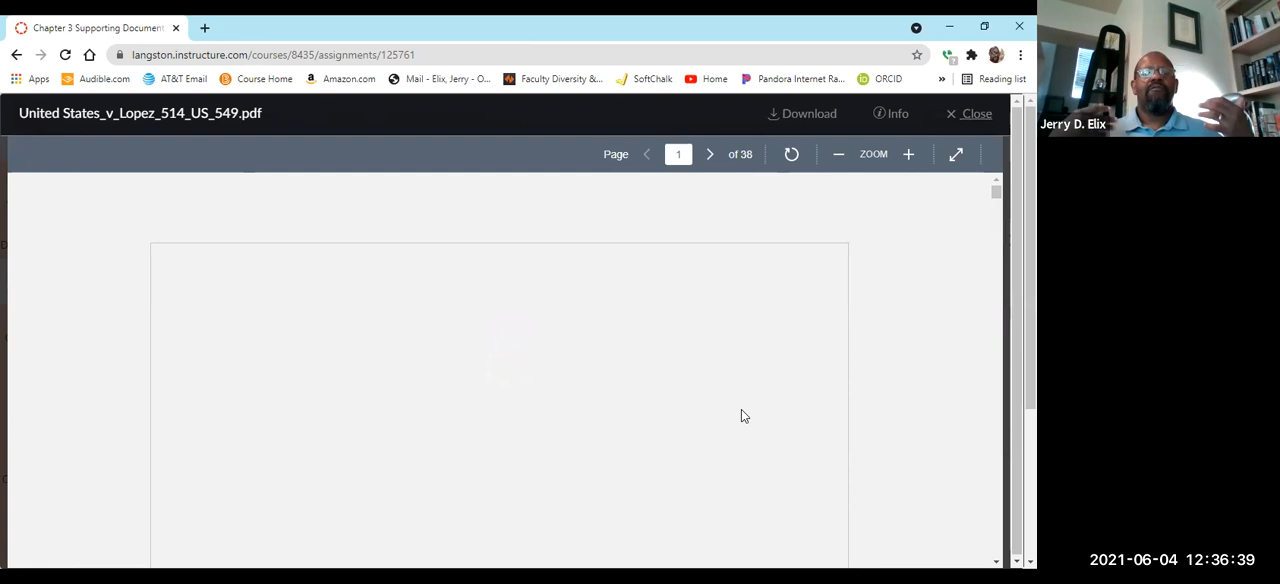 Chapter 3 Supporting Document
langston.instructure.com/courses/8435/assignments/125761
Apps Audible.com AT&T Email Course Home Amazon.com Mail - Elix, Jerry - O... Faculty Diversity &... SoftChalk Home Pandora Internet Ra... ORCID » Reading list
United States_v_Lopez_514_US_549.pdf Download Info Close
Page 1 of 38 ZOOM
Jerry D. Elix
2021-06-04 12:36:39